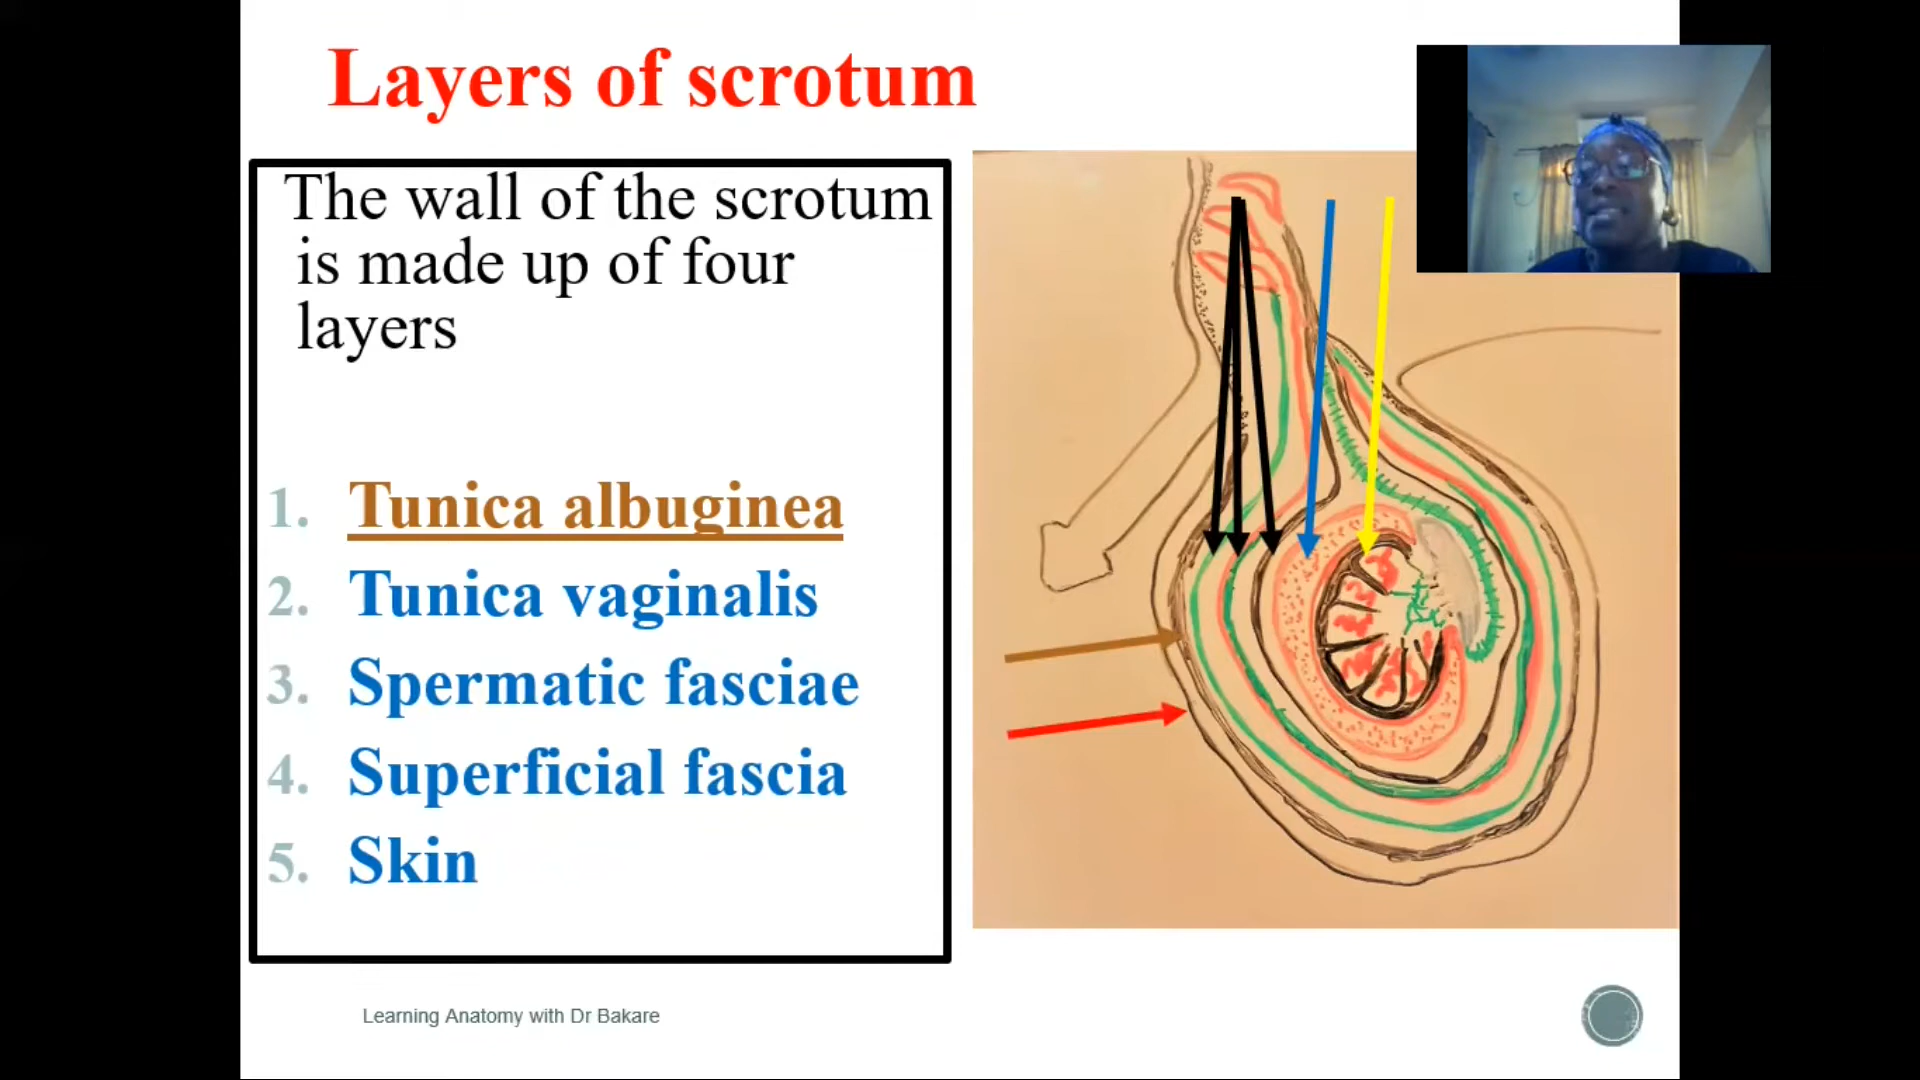 Layers of scrotum
The wall of the scrotum
is made up of four
layers
1. Tunica albuginea
2. Tunica vaginalis
3. Spermatic fasciae
4. Superficial fascia
5. Skin
Learning Anatomy with Dr Bakare